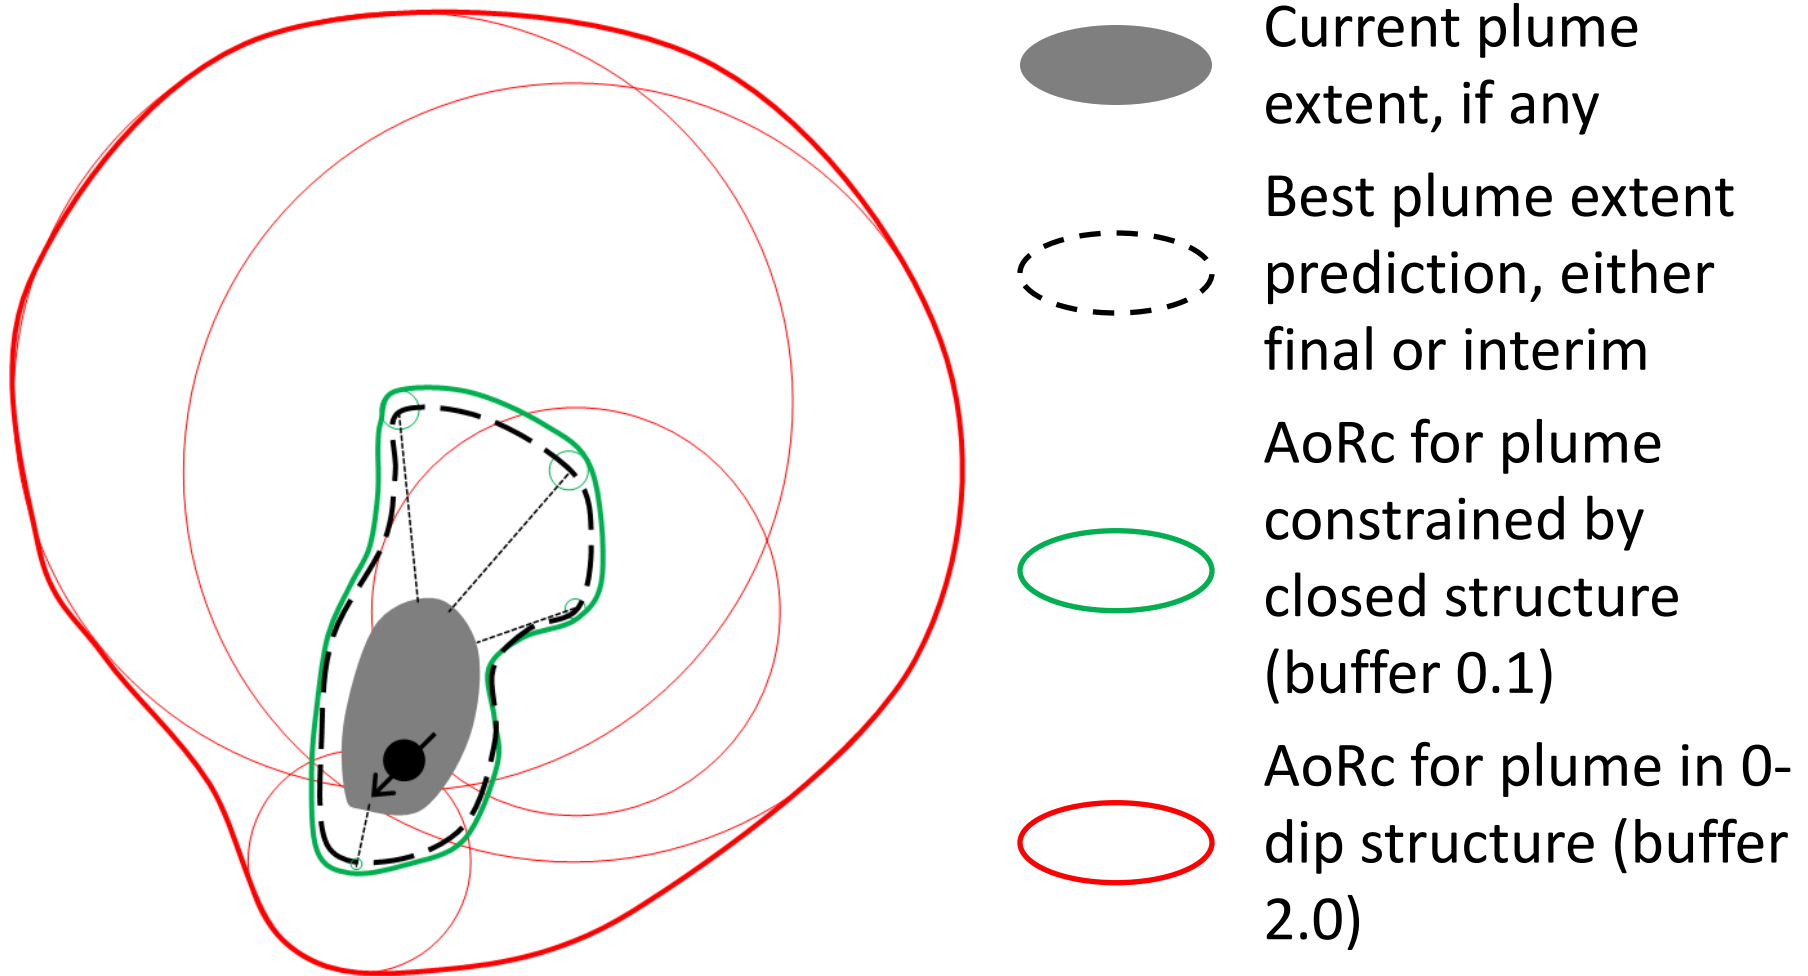 Current plume
extent, if any
Best plume extent
prediction, either
final or interim
AoRc for plume
constrained by
closed structure
(buffer 0.1)
AoRc for plume in 0-
dip structure (buffer
2.0)